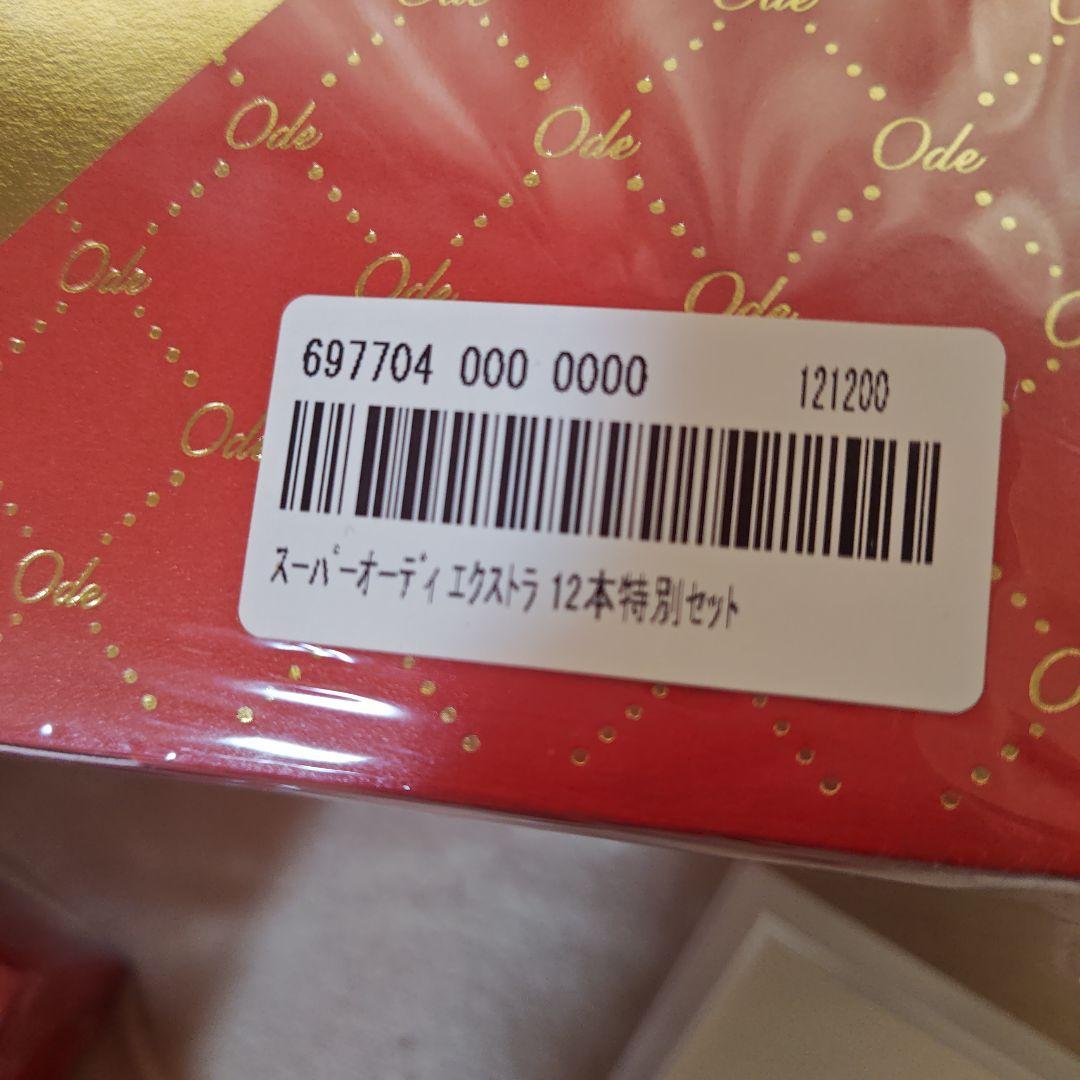 Ode
Ode
Ode
Ode
Ode
Ode
Ode
Ode
Ode
Ode
697704 000 0000 121200
ｽｰﾊﾟｰｵｰﾃﾞｨ ｴｸｽﾄﾗ 12本特別ｾｯﾄ